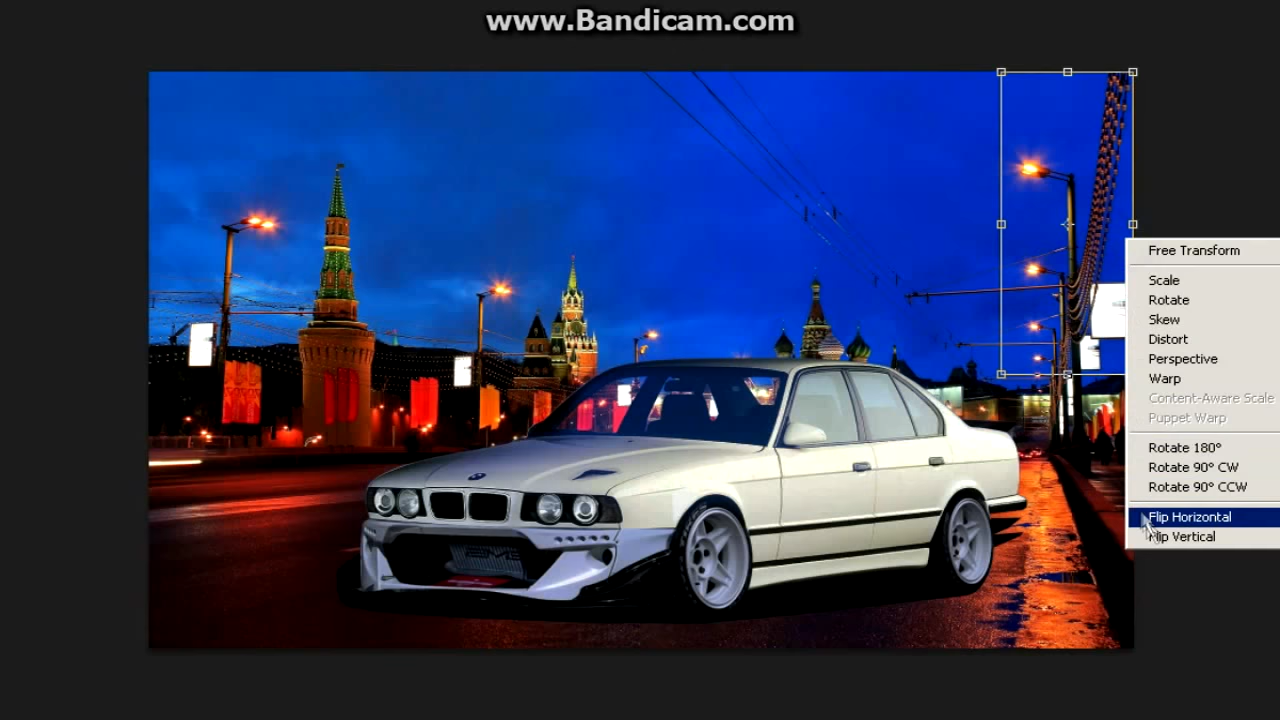 www.Bandicam.com
Free Transform
Scale
Rotate
Skew
Distort
Perspective
Warp
Content-Aware Scale
Puppet Warp
Rotate 180°
Rotate 90° CW
Rotate 90° CCW
Flip Horizontal
Flip Vertical